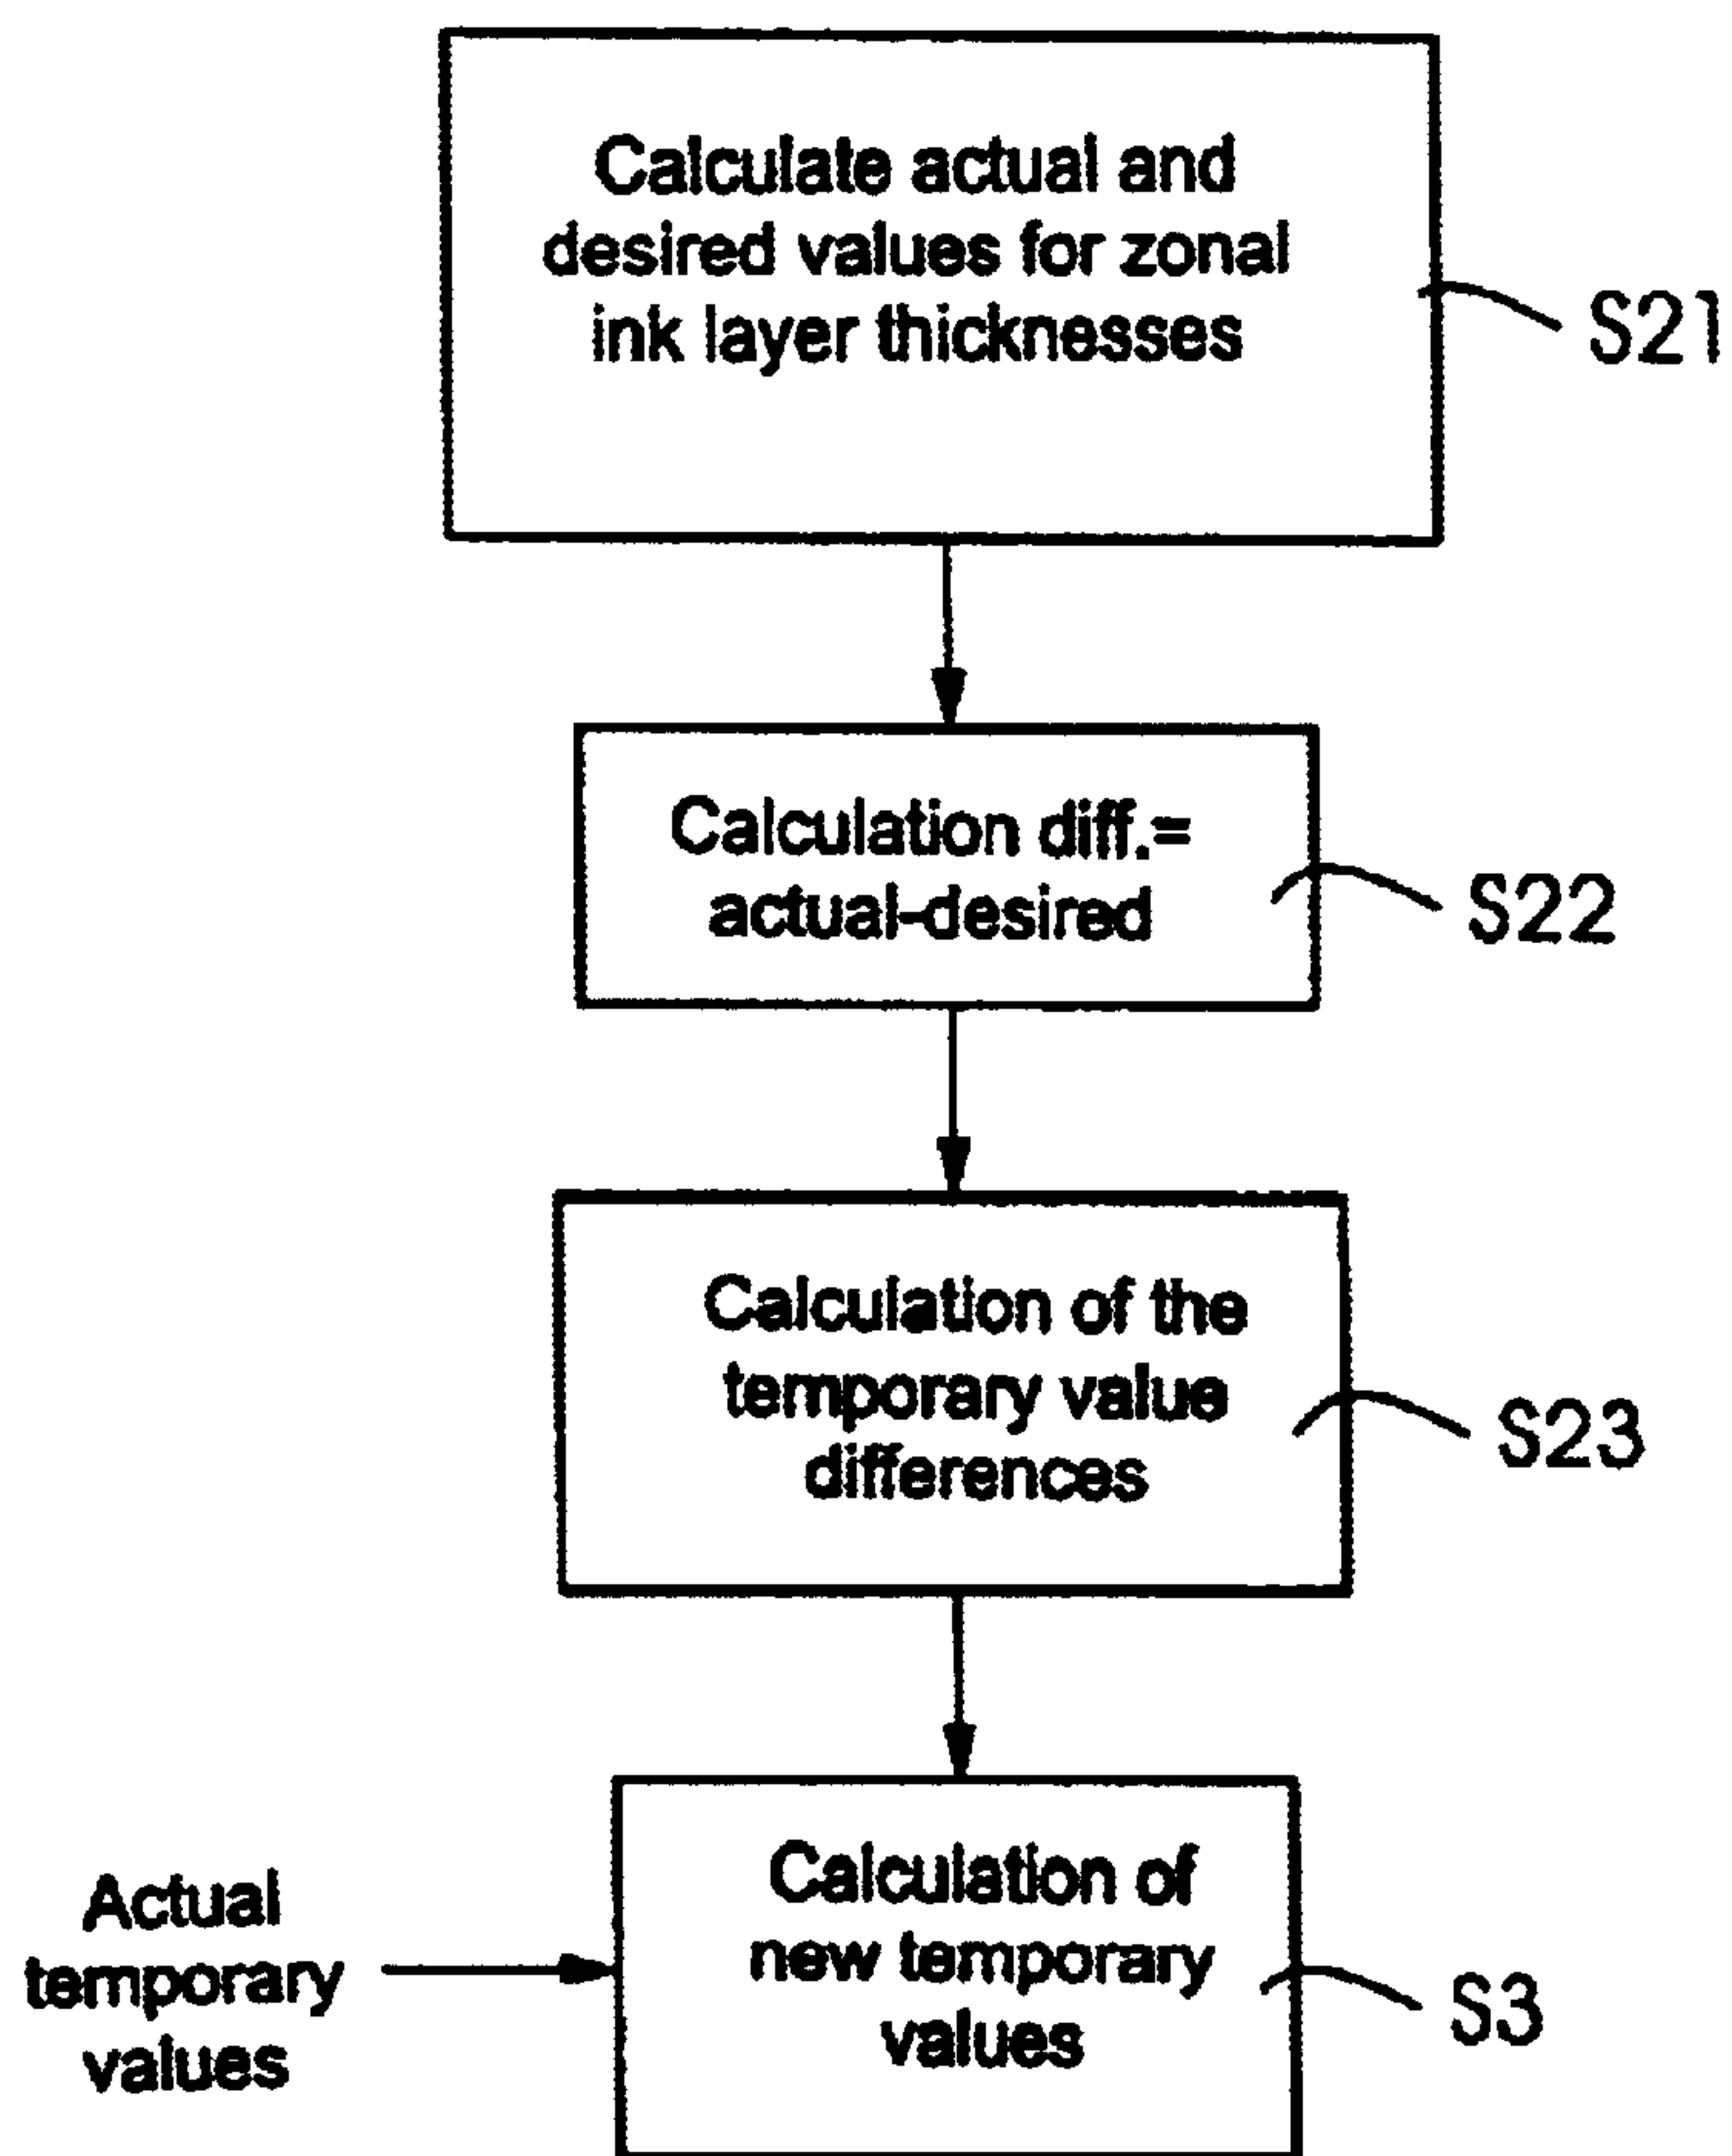 Calculate actual and
desired values for zonal
ink layer thicknesses
S21
Calculation diff.=
actual-desired
S22
Calculation of the
temporary value
differences
S23
Actual
temporary
values
Calculation of
new temporary
values
S3